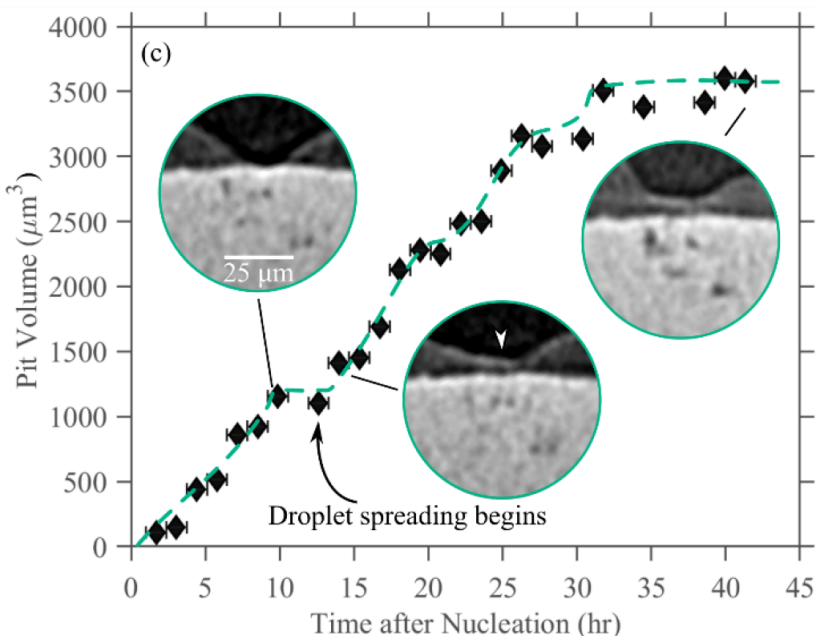 (c)
4000
3500
3000
2500
2000
1500
1000
500
0
Pit Volume (μm³)
25 μm
Droplet spreading begins
0 5 10 15 20 25 30 35 40 45
Time after Nucleation (hr)